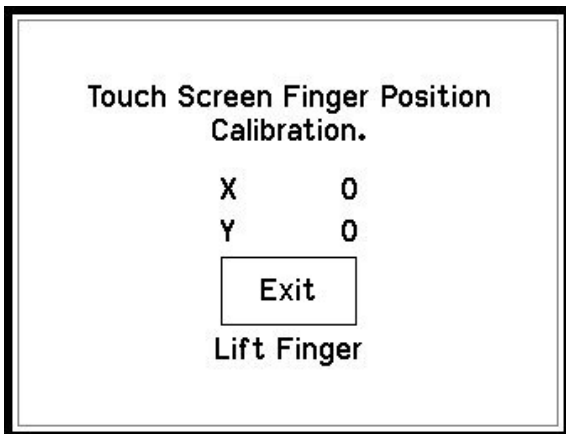 Touch Screen Finger Position
Calibration.
X 0
Y 0
Exit
Lift Finger